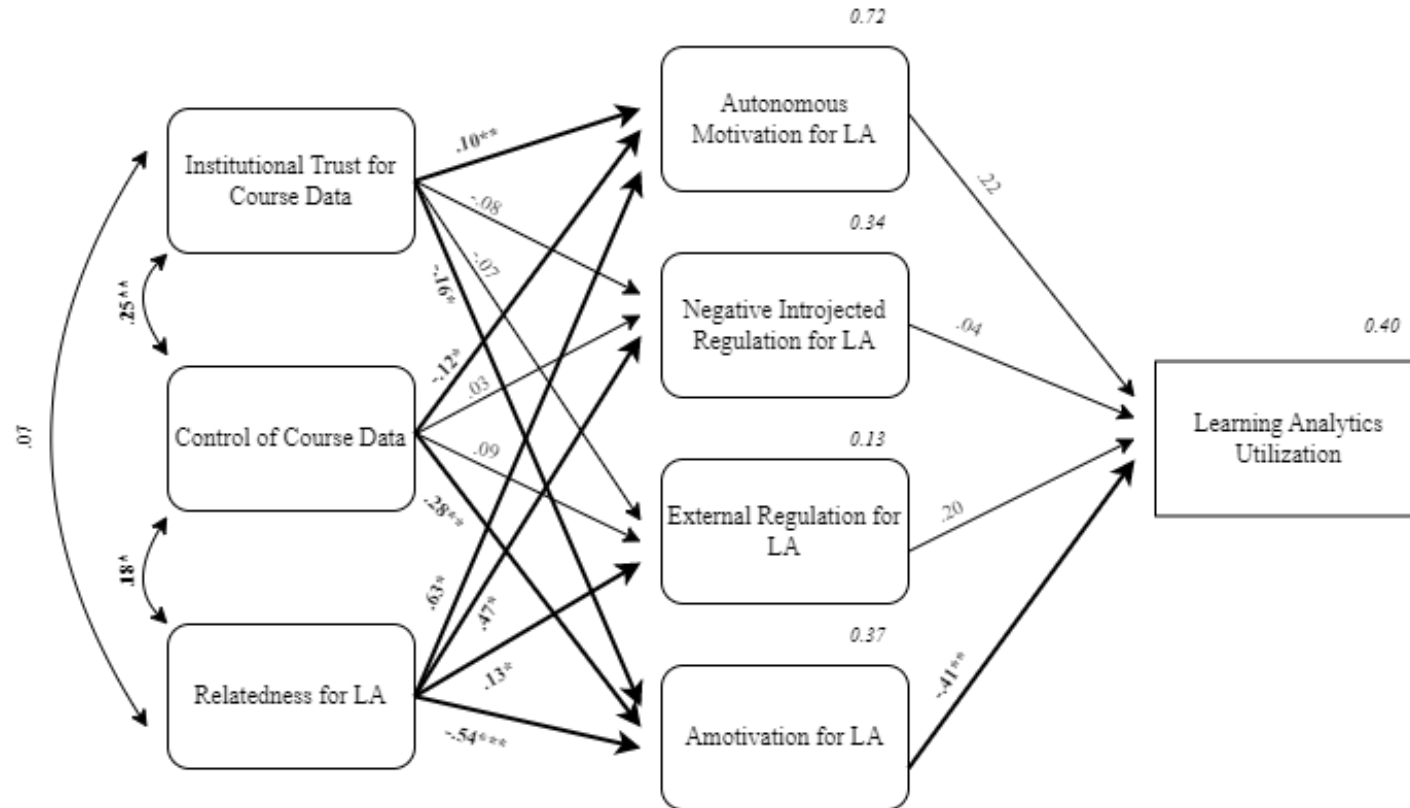 0.72
Autonomous
Motivation for LA
Institutional Trust for
Course Data
.10**
-.08
-.07
-.16*
.22
0.34
Negative Introjected
Regulation for LA
.04
0.40
.25**
.07
Control of Course Data
-.12*
.03
.09
.28**
Learning Analytics
Utilization
0.13
External Regulation for
LA
.20
.18*
Relatedness for LA
.63*
.47*
.13*
-.54***
0.37
Amotivation for LA
-.41**